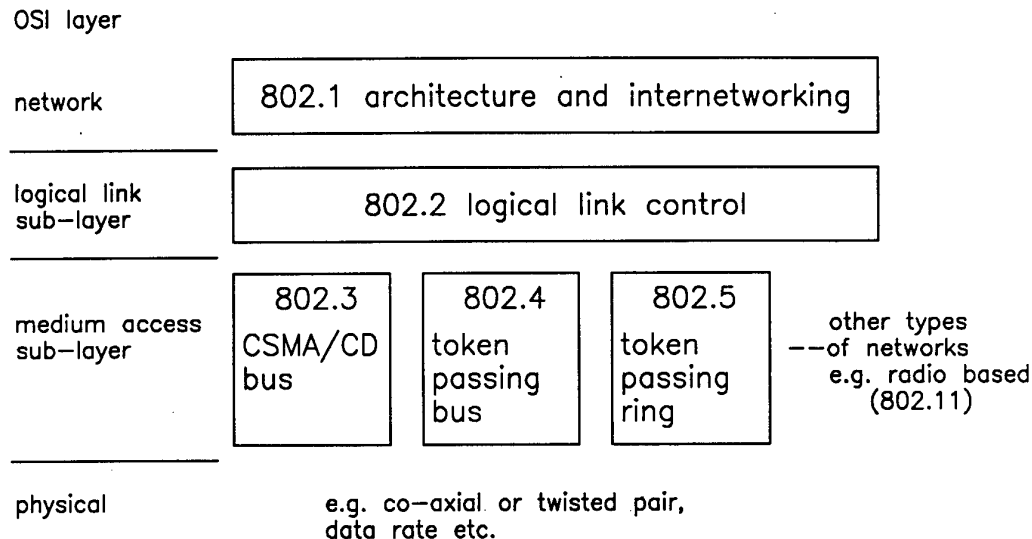 OSI layer
network
802.1 architecture and internetworking
logical link
sub-layer
802.2 logical link control
medium access
sub-layer
802.3
CSMA/CD
bus
802.4
token
passing
bus
802.5
token
passing
ring
other types
--of networks
e.g. radio based
(802.11)
physical
e.g. co-axial or twisted pair,
data rate etc.